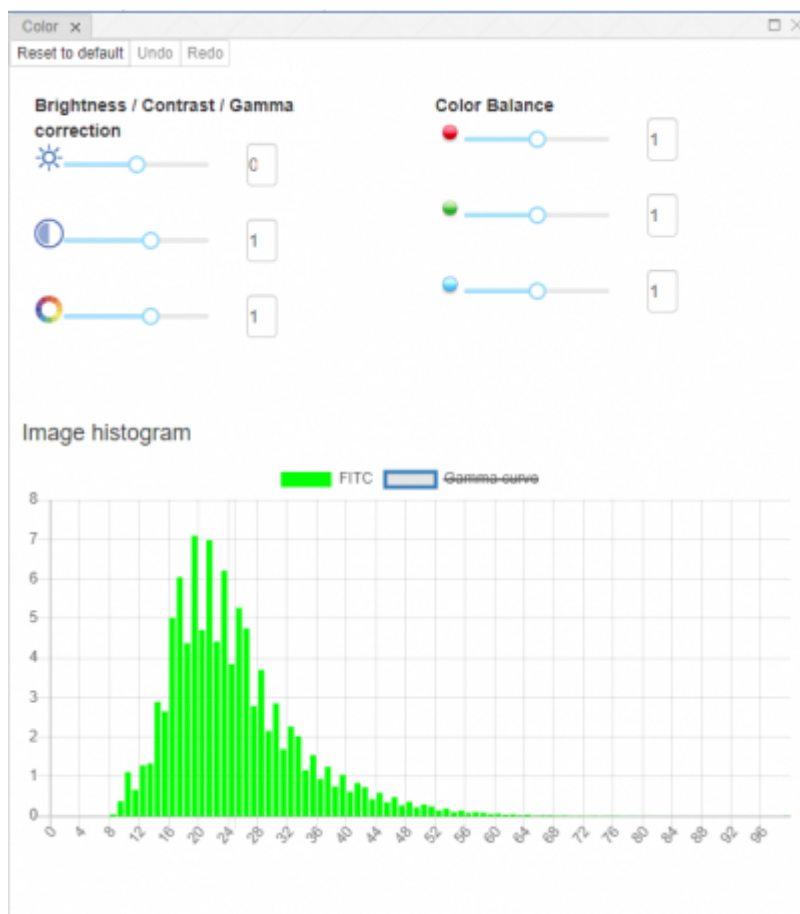 Color ×
Reset to default Undo Redo
Brightness / Contrast / Gamma
correction
Color Balance
0
1
1
1
1
1
Image histogram
FITC Gamma curve
8
7
6
5
4
3
2
1
0
0 4 8 12 16 20 24 28 32 36 40 44 48 52 56 60 64 68 72 76 80 84 88 92 96